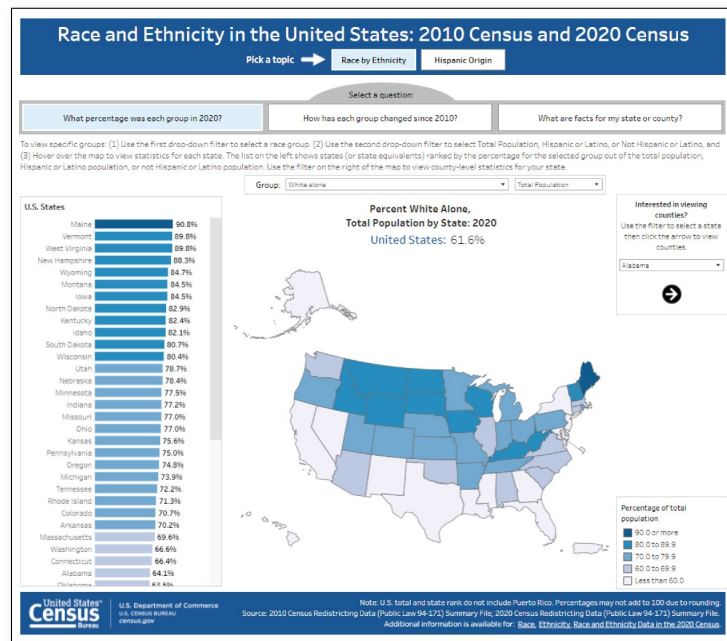 Race and Ethnicity in the United States: 2010 Census and 2020 Census
Pick a topic
Race by Ethnicity
Hispanic Origin
Select a question:
What percentage was each group in 2020?
How has each group changed since 2010?
What are facts for my state or county?
To view specific groups: (1) Use the first drop-down filter to select a race group. (2) Use the second drop-down filter to select Total Population, Hispanic or Latino, or Not Hispanic or Latino, and
(3) Hover over the map to view statistics for each state. The list on the left shows states (or state equivalents) ranked by the percentage for the selected group out of the total population,
Hispanic or Latino population, or not Hispanic or Latino population. Use the filter on the right of the map to view county-level statistics for your state.
Group: White alone
Total Population
U.S. States
Maine 90.8%
Vermont 89.8%
West Virginia 89.8%
New Hampshire 88.3%
Wyoming 84.7%
Montana 84.5%
Iowa 84.5%
North Dakota 82.9%
Kentucky 82.4%
Idaho 82.1%
South Dakota 80.7%
Wisconsin 80.4%
Utah 78.7%
Nebraska 78.4%
Minnesota 77.5%
Indiana 77.2%
Missouri 77.0%
Ohio 77.0%
Kansas 75.6%
Pennsylvania 75.0%
Oregon 74.8%
Michigan 73.9%
Tennessee 72.2%
Rhode Island 71.3%
Colorado 70.7%
Arkansas 70.2%
Massachusetts 69.6%
Washington 66.6%
Connecticut 66.4%
Alabama 64.1%
Oklahoma 63.5%
Percent White Alone,
Total Population by State: 2020
United States: 61.6%
Interested in viewing
counties?
Use the filter to select a state
then click the arrow to view
counties.
Alabama
Percentage of total
population
90.0 or more
80.0 to 89.9
70.0 to 79.9
60.0 to 69.9
Less than 60.0
United States®
Census
Bureau
U.S. Department of Commerce
U.S. CENSUS BUREAU
census.gov
Note: U.S. total and state rank do not include Puerto Rico. Percentages may not add to 100 due to rounding.
Source: 2010 Census Redistricting Data (Public Law 94-171) Summary File; 2020 Census Redistricting Data (Public Law 94-171) Summary File.
Additional information is available for: Race, Ethnicity, Race and Ethnicity Data in the 2020 Census.